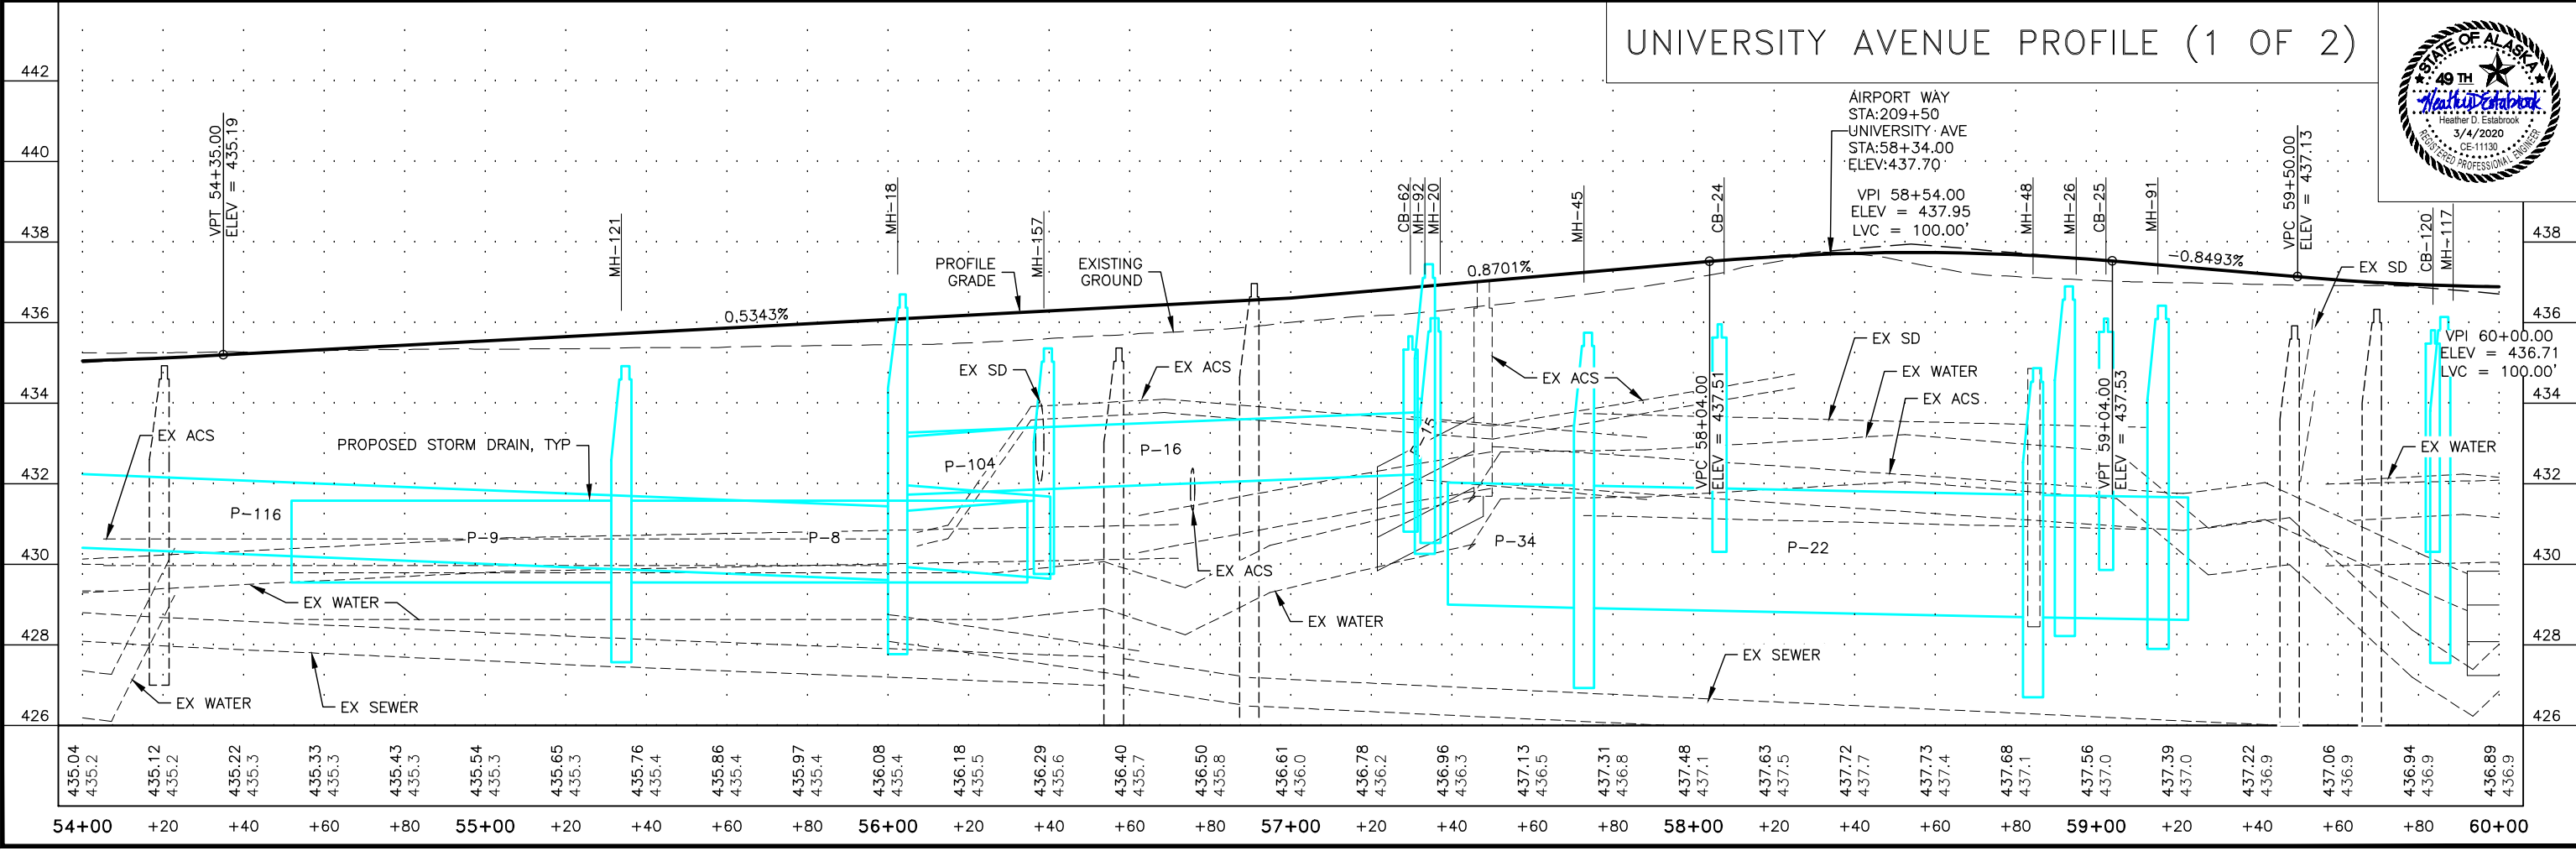 UNIVERSITY AVENUE PROFILE (1 OF 2)
STATE OF ALASKA
49 TH
Heather D Estabrook
Heather D. Estabrook
3/4/2020
CE-11130
REGISTERED PROFESSIONAL ENGINEER
442
440
438
436
434
432
430
428
426
438
436
434
432
430
428
426
VPT 54+35.00
ELEV = 435.19
MH-121
MH-18
MH-157
CB-62
MH-92
MH-20
MH-45
CB-24
AIRPORT WAY
STA:209+50
UNIVERSITY AVE
STA:58+34.00
ELEV:437.70
VPI 58+54.00
ELEV = 437.95
LVC = 100.00'
MH-48
MH-26
CB-25
MH-91
VPC 59+50.00
ELEV = 437.13
CB-120
MH-117
EX SD
VPI 60+00.00
ELEV = 436.71
LVC = 100.00'
PROFILE
GRADE
EXISTING
GROUND
0.5343%
0.8701%
-0.8493%
EX SD
EX ACS
EX ACS
EX SD
EX WATER
EX ACS
VPC 58+04.00
ELEV = 437.51
VPT 59+04.00
ELEV = 437.53
EX ACS
PROPOSED STORM DRAIN, TYP
P-104
P-16
EX WATER
P-116
P-9
P-8
P-34
P-22
EX ACS
EX WATER
EX WATER
EX SEWER
EX WATER
EX SEWER
435.04
435.2
435.12
435.2
435.22
435.3
435.33
435.3
435.43
435.3
435.54
435.3
435.65
435.3
435.76
435.4
435.86
435.4
435.97
435.4
436.08
435.4
436.18
435.5
436.29
435.6
436.40
435.7
436.50
435.8
436.61
436.0
436.78
436.2
436.96
436.3
437.13
436.5
437.31
436.8
437.48
437.1
437.63
437.5
437.72
437.7
437.73
437.4
437.68
437.1
437.56
437.0
437.39
437.0
437.22
436.9
437.06
436.9
436.94
436.9
436.89
436.9
54+00 +20 +40 +60 +80 55+00 +20 +40 +60 +80 56+00 +20 +40 +60 +80 57+00 +20 +40 +60 +80 58+00 +20 +40 +60 +80 59+00 +20 +40 +60 +80 60+00